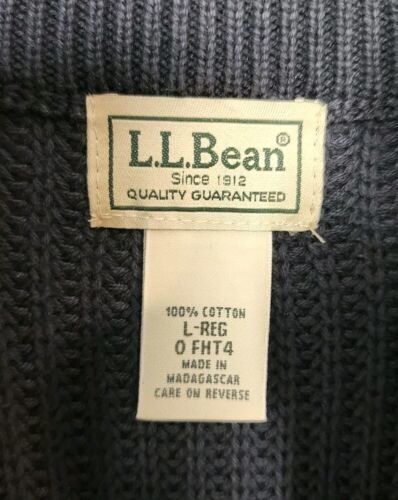 L.L.Bean®
Since 1912
QUALITY GUARANTEED
100% COTTON
L-REG
0 FHT4
MADE IN
MADAGASCAR
CARE ON REVERSE